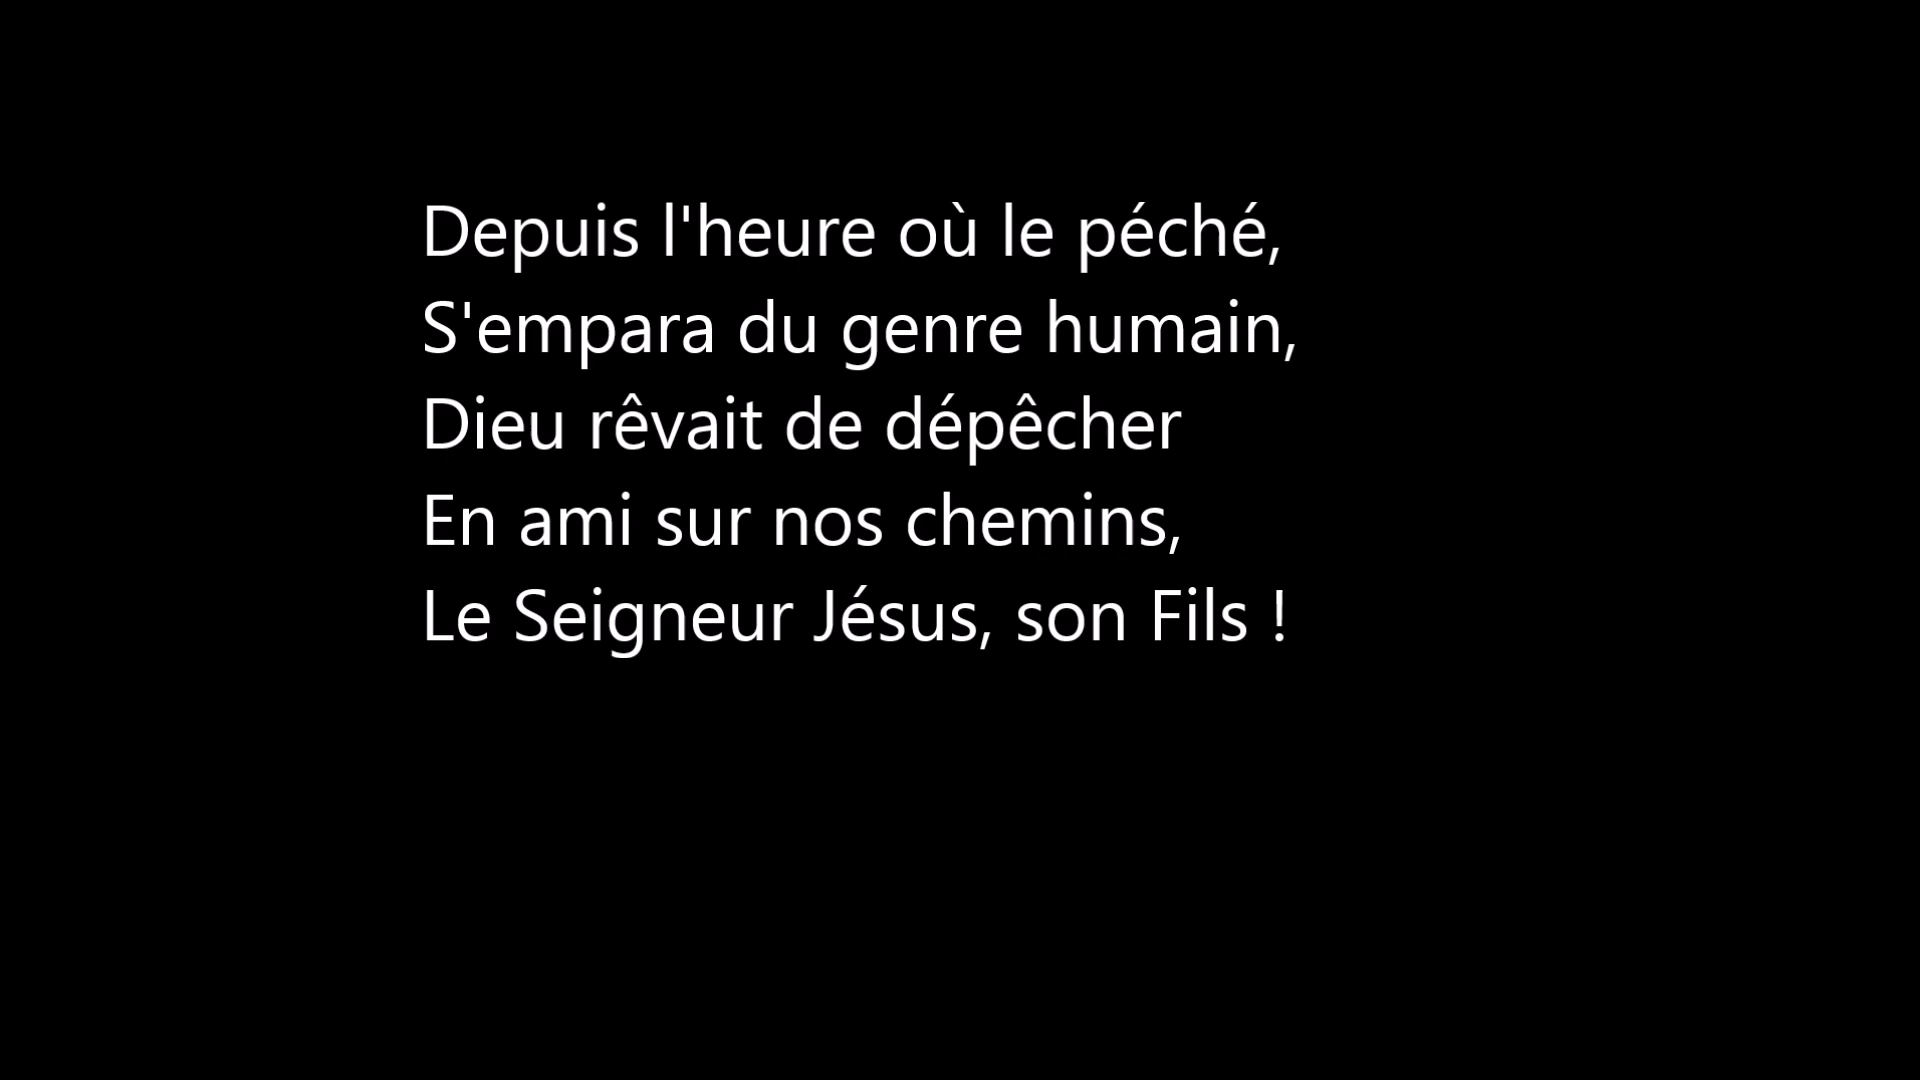 Depuis l'heure où le péché,
S'empara du genre humain,
Dieu rêvait de dépêcher
En ami sur nos chemins,
Le Seigneur Jésus, son Fils !